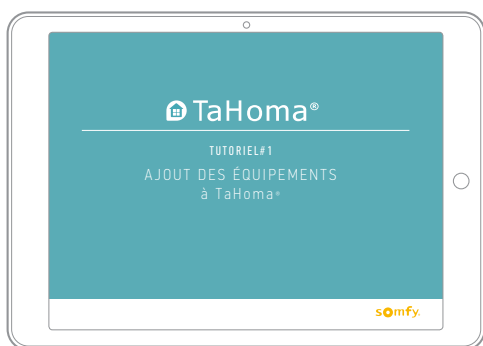 TaHoma®
TUTORIEL#1
AJOUT DES ÉQUIPEMENTS
à TaHoma®
somfy.